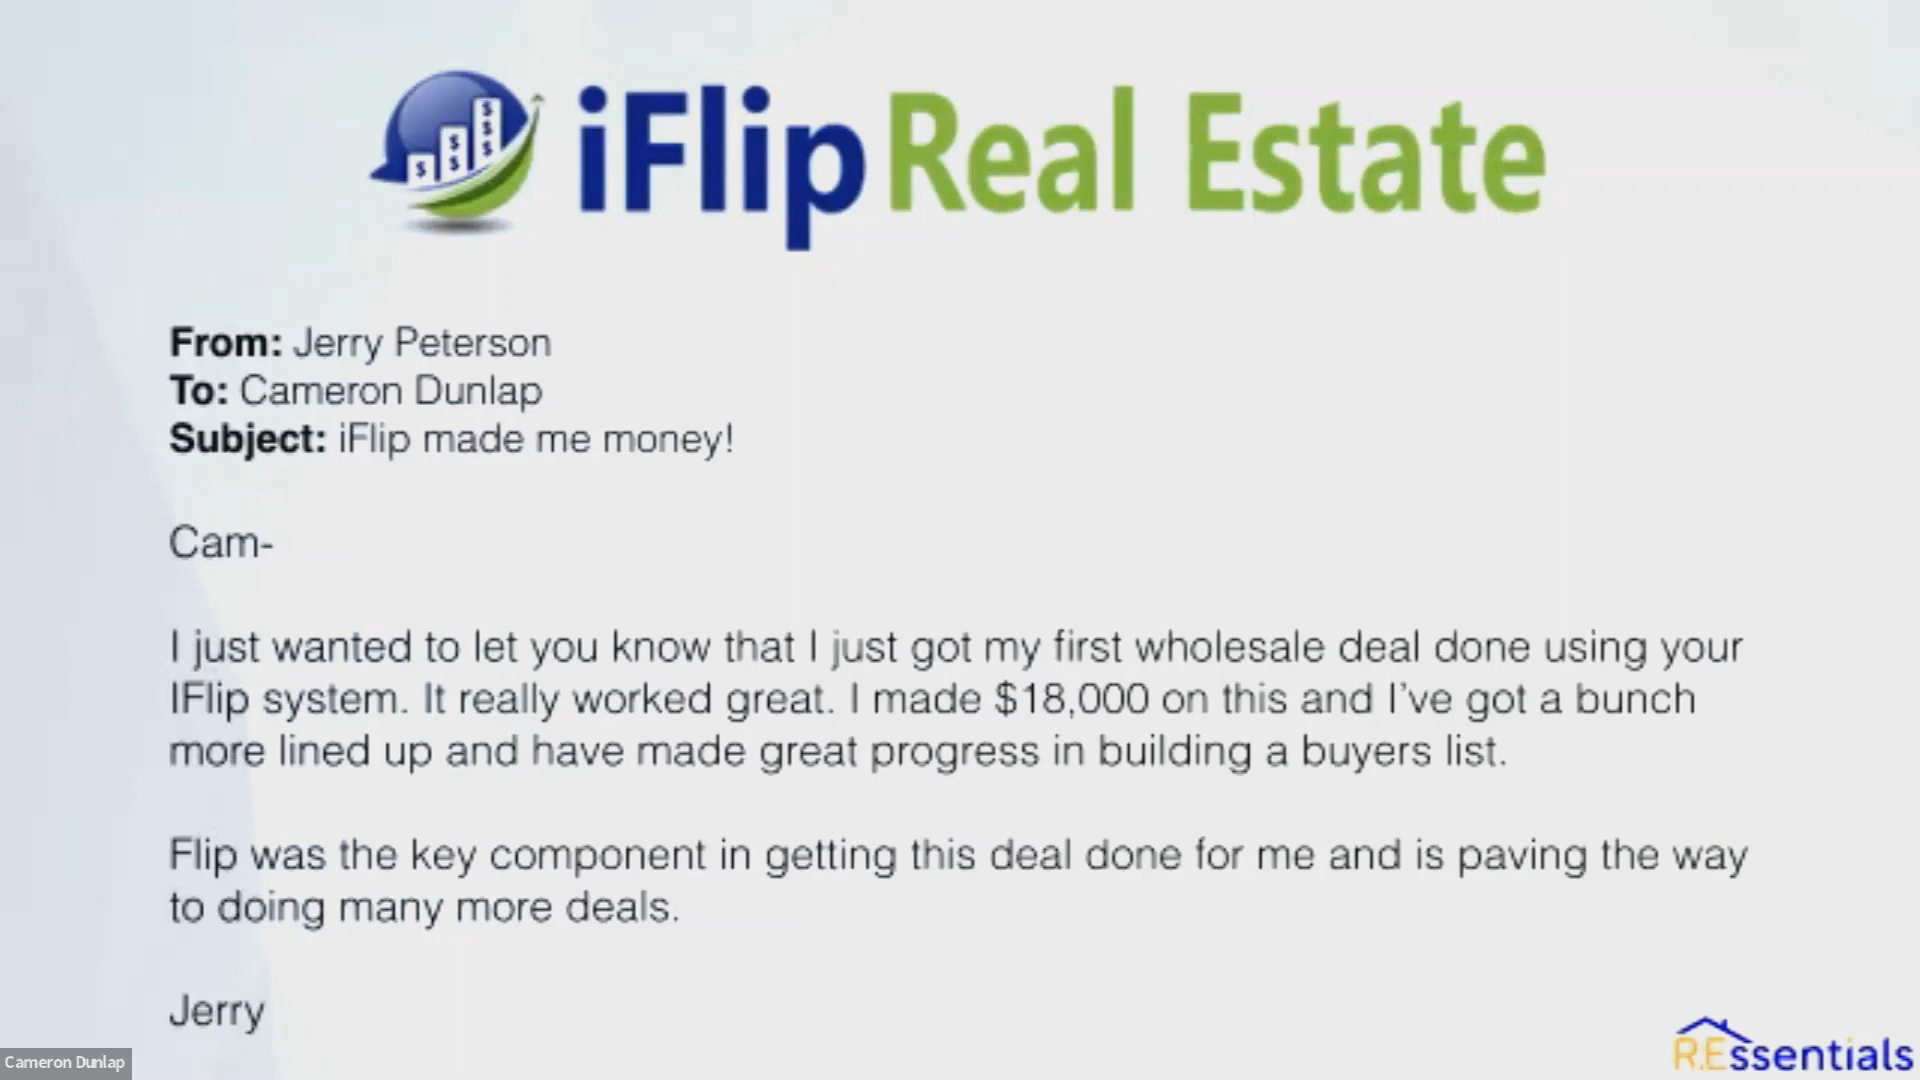 iFlip Real Estate
From: Jerry Peterson
To: Cameron Dunlap
Subject: iFlip made me money!
Cam-
I just wanted to let you know that I just got my first wholesale deal done using your
IFlip system. It really worked great. I made $18,000 on this and I've got a bunch
more lined up and have made great progress in building a buyers list.
Flip was the key component in getting this deal done for me and is paving the way
to doing many more deals.
Jerry
R.Essentials
Cameron Dunlap